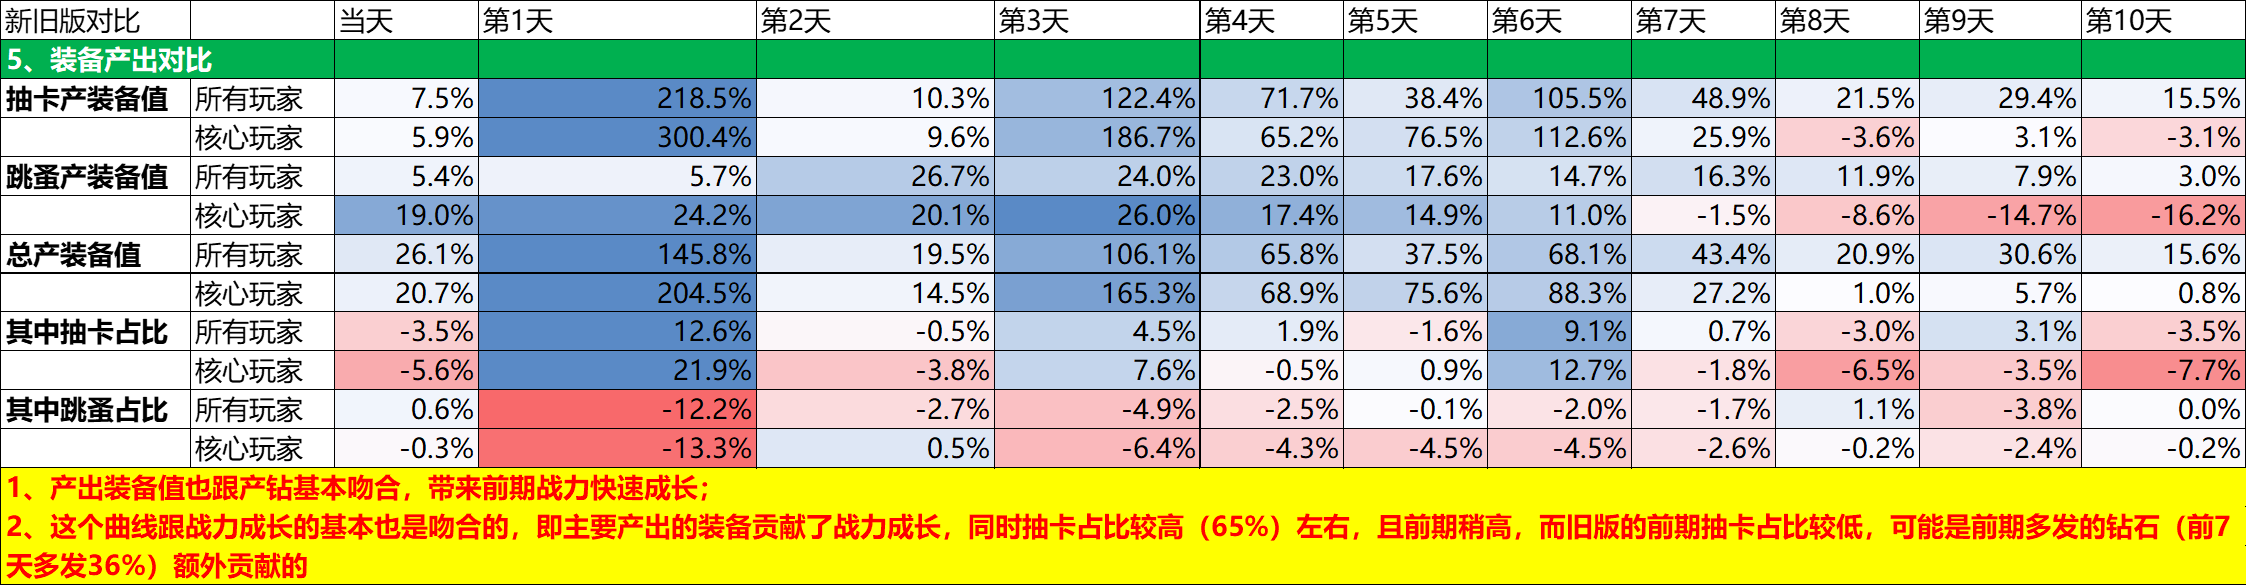 新旧版对比 当天 第1天 第2天 第3天 第4天 第5天 第6天 第7天 第8天 第9天 第10天
5、装备产出对比
抽卡产装备值 所有玩家 7.5% 218.5% 10.3% 122.4% 71.7% 38.4% 105.5% 48.9% 21.5% 29.4% 15.5%
核心玩家 5.9% 300.4% 9.6% 186.7% 65.2% 76.5% 112.6% 25.9% -3.6% 3.1% -3.1%
跳蚤产装备值 所有玩家 5.4% 5.7% 26.7% 24.0% 23.0% 17.6% 14.7% 16.3% 11.9% 7.9% 3.0%
核心玩家 19.0% 24.2% 20.1% 26.0% 17.4% 14.9% 11.0% -1.5% -8.6% -14.7% -16.2%
总产装备值 所有玩家 26.1% 145.8% 19.5% 106.1% 65.8% 37.5% 68.1% 43.4% 20.9% 30.6% 15.6%
核心玩家 20.7% 204.5% 14.5% 165.3% 68.9% 75.6% 88.3% 27.2% 1.0% 5.7% 0.8%
其中抽卡占比 所有玩家 -3.5% 12.6% -0.5% 4.5% 1.9% -1.6% 9.1% 0.7% -3.0% 3.1% -3.5%
核心玩家 -5.6% 21.9% -3.8% 7.6% -0.5% 0.9% 12.7% -1.8% -6.5% -3.5% -7.7%
其中跳蚤占比 所有玩家 0.6% -12.2% -2.7% -4.9% -2.5% -0.1% -2.0% -1.7% 1.1% -3.8% 0.0%
核心玩家 -0.3% -13.3% 0.5% -6.4% -4.3% -4.5% -4.5% -2.6% -0.2% -2.4% -0.2%
1、产出装备值也跟产钻基本吻合，带来前期战力快速成长；
2、这个曲线跟战力成长的基本也是吻合的，即主要产出的装备贡献了战力成长，同时抽卡占比较高（65%）左右，且前期稍高，而旧版的前期抽卡占比较低，可能是前期多发的钻石（前7
天多发36%）额外贡献的